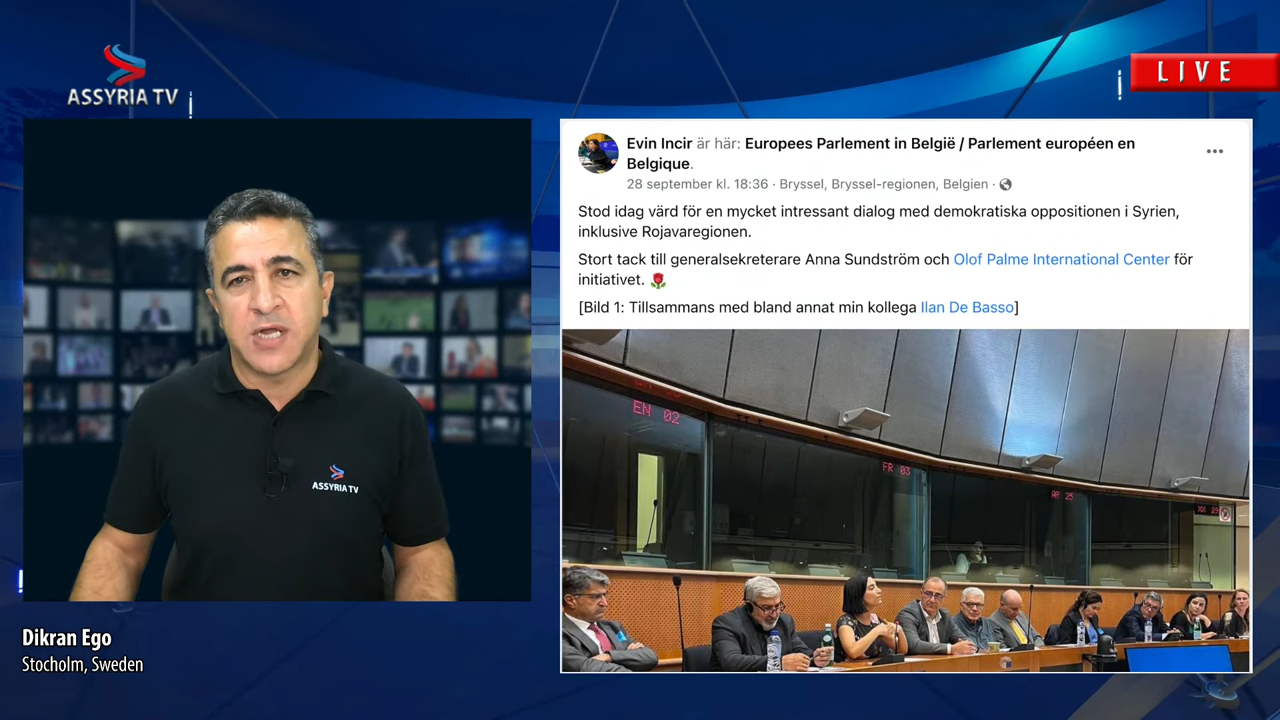 ASSYRIA TV
LIVE
Evin Incir är här: Europees Parlement in België / Parlement européen en
Belgique.
28 september kl. 18:36 · Bryssel, Bryssel-regionen, Belgien ·
Stod idag värd för en mycket intressant dialog med demokratiska oppositionen i Syrien,
inklusive Rojavaregionen.
Stort tack till generalsekreterare Anna Sundström och Olof Palme International Center för
initiativet.
[Bild 1: Tillsammans med bland annat min kollega Ilan De Basso]
EN 02
FR 03
AR 25
ASSYRIA TV
Dikran Ego
Stocholm, Sweden